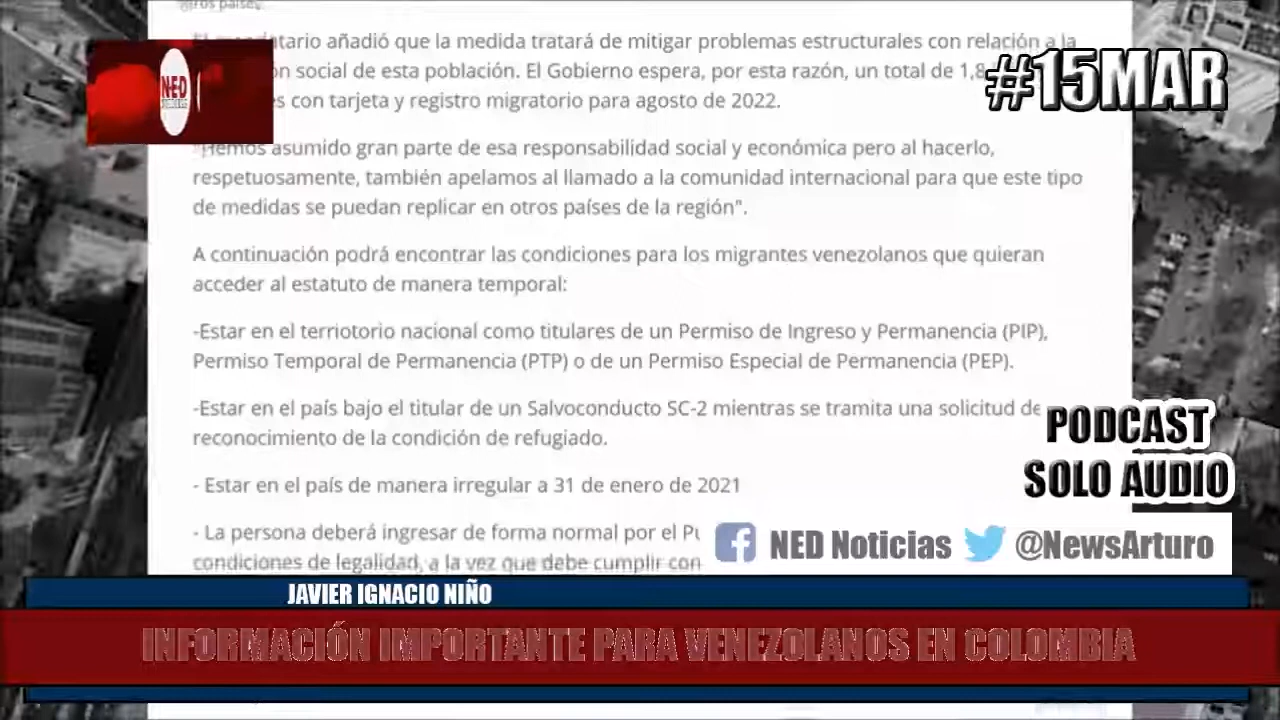 otros países.
mandatario añadió que la medida tratará de mitigar problemas estructurales con relación a la
social de esta población. El Gobierno espera, por esta razón, un total de 1,8
con tarjeta y registro migratorio para agosto de 2022.
#15MAR
NED
"Hemos asumido gran parte de esa responsabilidad social y económica pero al hacerlo,
respetuosamente, también apelamos al llamado a la comunidad internacional para que este tipo
de medidas se puedan replicar en otros países de la región".
A continuación podrá encontrar las condiciones para los migrantes venezolanos que quieran
acceder al estatuto de manera temporal:
-Estar en el terriotorio nacional como titulares de un Permiso de Ingreso y Permanencia (PIP),
Permiso Temporal de Permanencia (PTP) o de un Permiso Especial de Permanencia (PEP).
-Estar en el país bajo el titular de un Salvoconducto SC-2 mientras se tramita una solicitud de
reconocimiento de la condición de refugiado.
- Estar en el país de manera irregular a 31 de enero de 2021
- La persona deberá ingresar de forma normal por el
condiciones de legalidad, a la vez que debe cumplir con
PODCAST
SOLO AUDIO
NED Noticias @NewsArturo
JAVIER IGNACIO NIÑO
INFORMACIÓN IMPORTANTE PARA VENEZOLANOS EN COLOMBIA